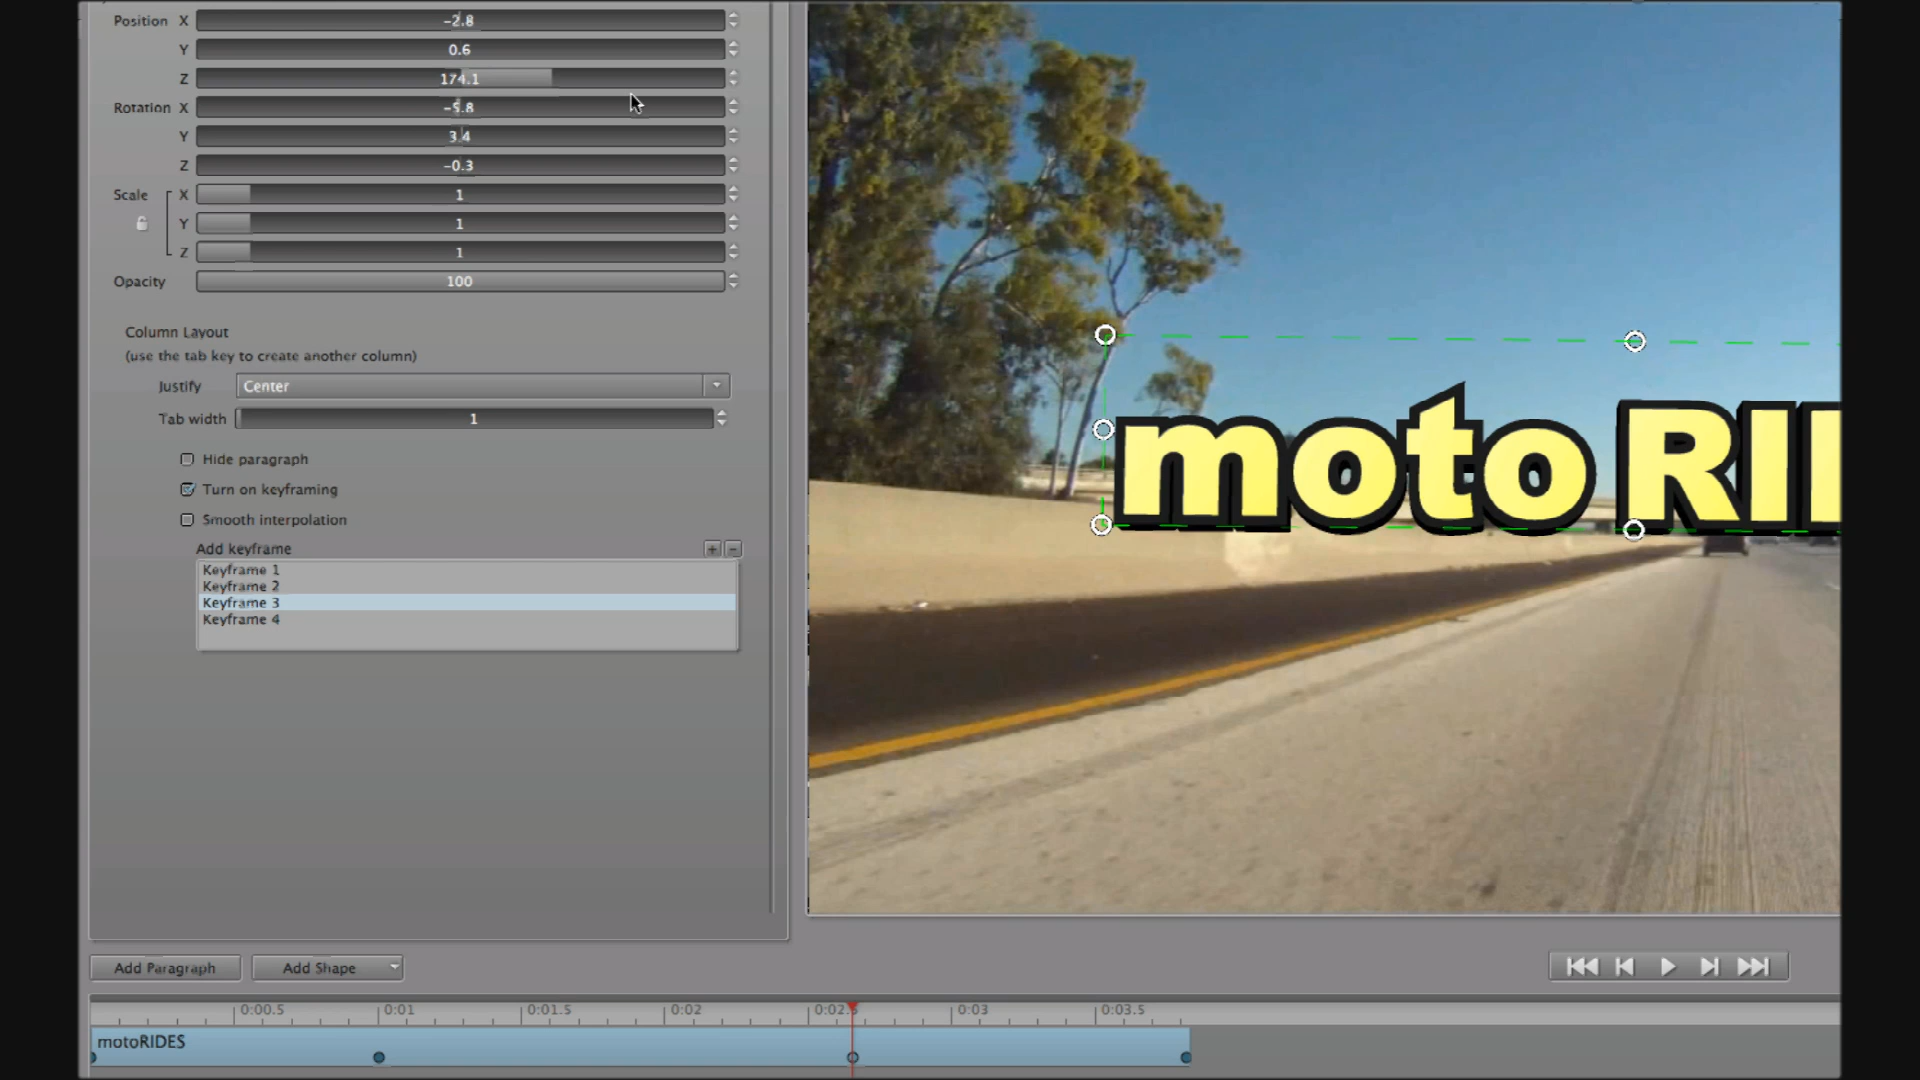 Position X -2.8
Y 0.6
Z 174.1
Rotation X -5.8
Y 3.4
Z -0.3
Scale X 1
Y 1
Z 1
Opacity 100
Column Layout
(use the tab key to create another column)
Justify Center
Tab width 1
Hide paragraph
Turn on keyframing
Smooth interpolation
Add keyframe + -
Keyframe 1
Keyframe 2
Keyframe 3
Keyframe 4
moto RI
Add Paragraph Add Shape
0:00.5 0:01 0:01.5 0:02 0:02.5 0:03 0:03.5
motoRIDES